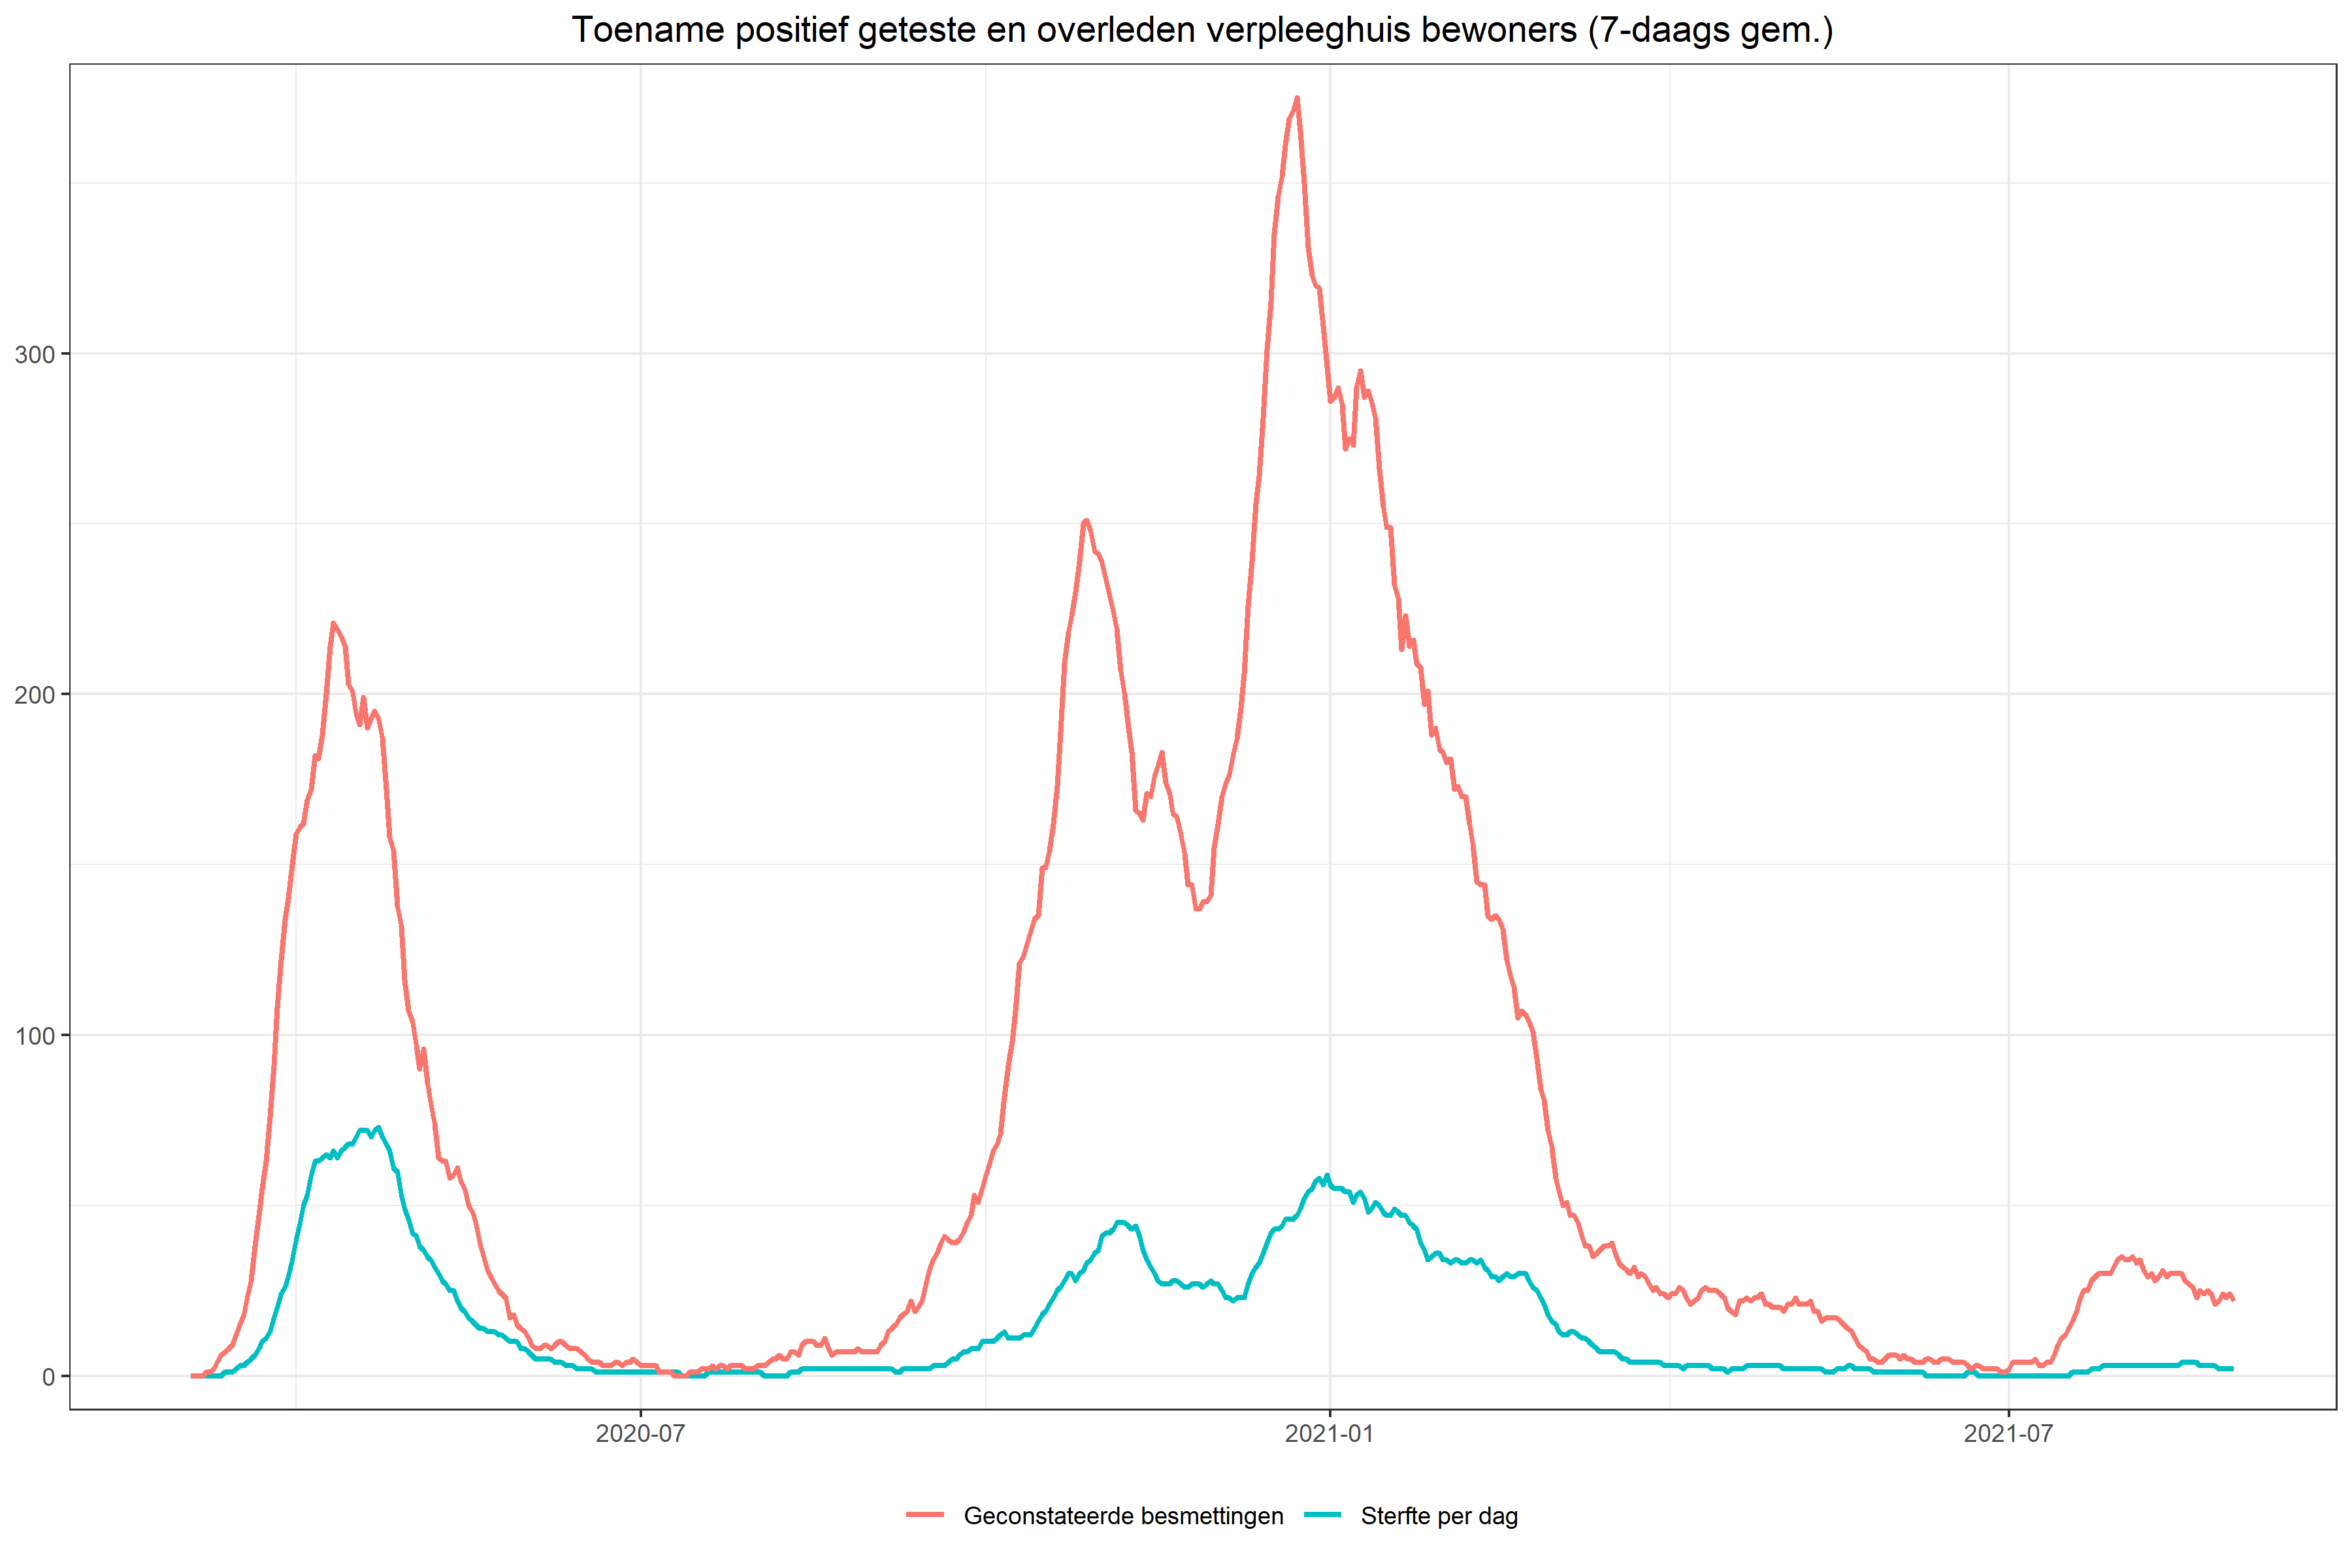 Toename positief geteste en overleden verpleeghuis bewoners (7-daags gem.)
300
200
100
0
2020-07 2021-01 2021-07
Geconstateerde besmettingen Sterfte per dag